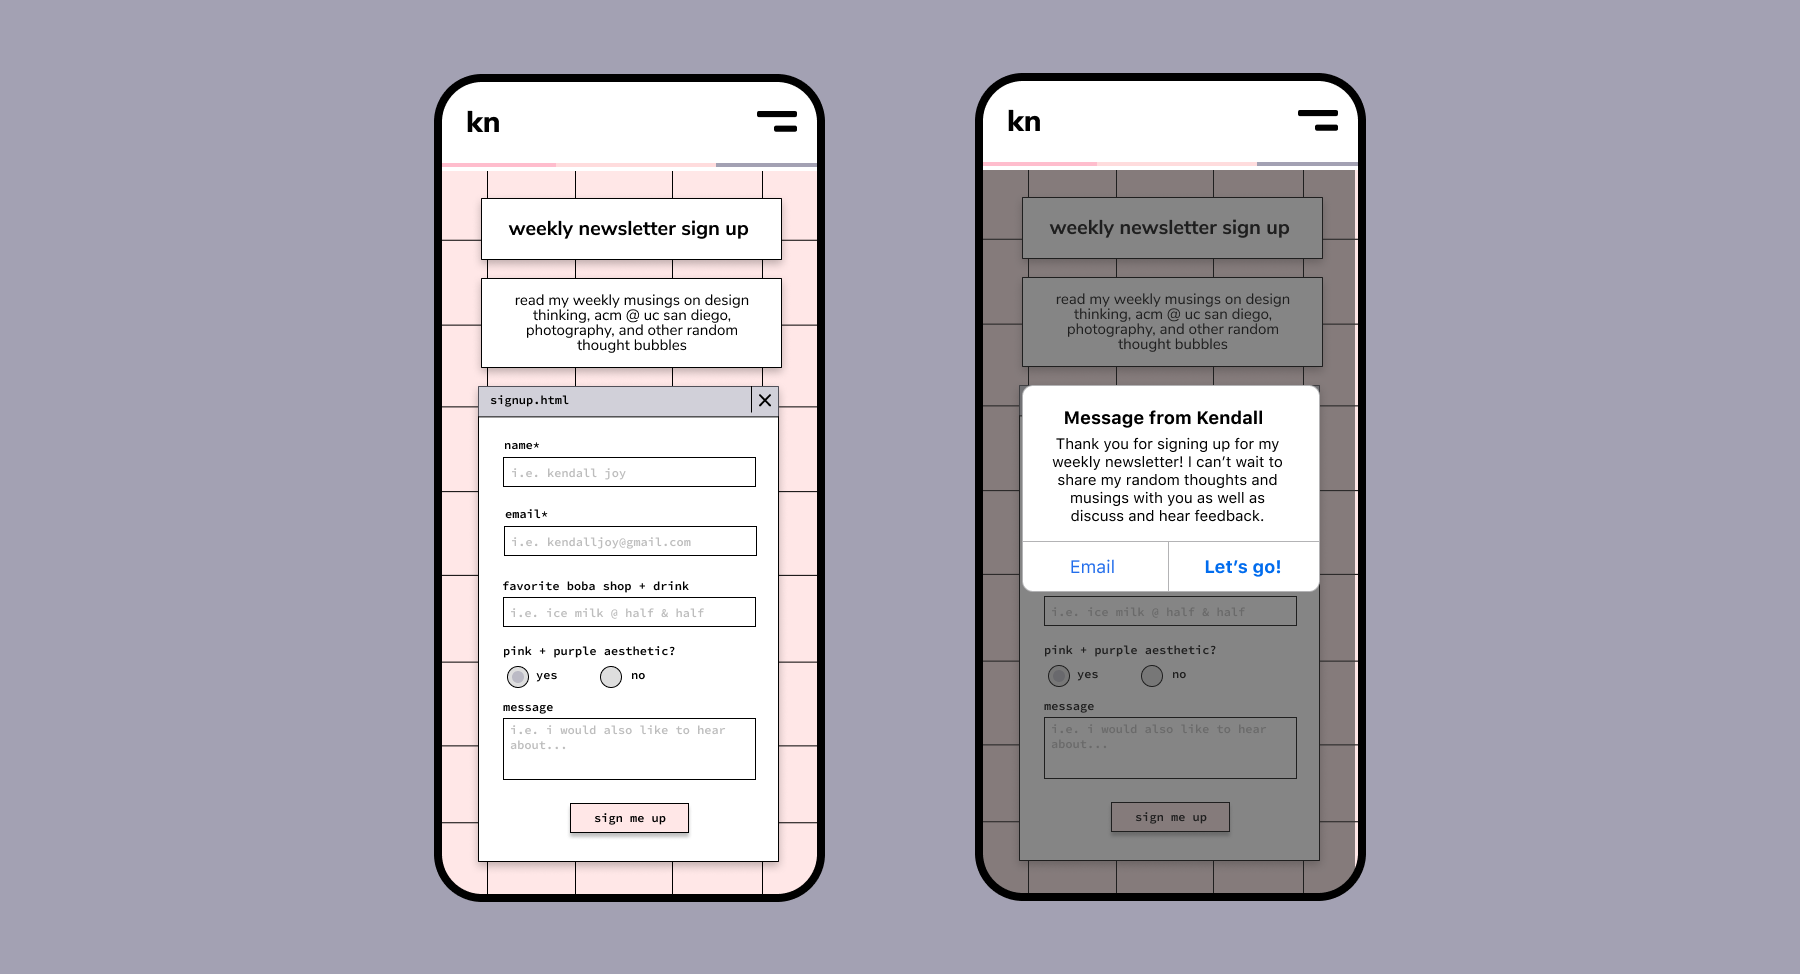 kn
weekly newsletter sign up
read my weekly musings on design
thinking, acm @ uc san diego,
photography, and other random
thought bubbles
signup.html
name*
i.e. kendall joy
email*
i.e. kendalljoy@gmail.com
favorite boba shop + drink
i.e. ice milk @ half & half
pink + purple aesthetic?
yes no
message
i.e. i would also like to hear
about...
sign me up
kn
weekly newsletter sign up
read my weekly musings on design
thinking, acm @ uc san diego,
photography, and other random
thought bubbles
Message from Kendall
Thank you for signing up for my
weekly newsletter! I can’t wait to
share my random thoughts and
musings with you as well as
discuss and hear feedback.
Email Let’s go!
i.e. ice milk @ half & half
pink + purple aesthetic?
yes no
message
i.e. i would also like to hear
about...
sign me up